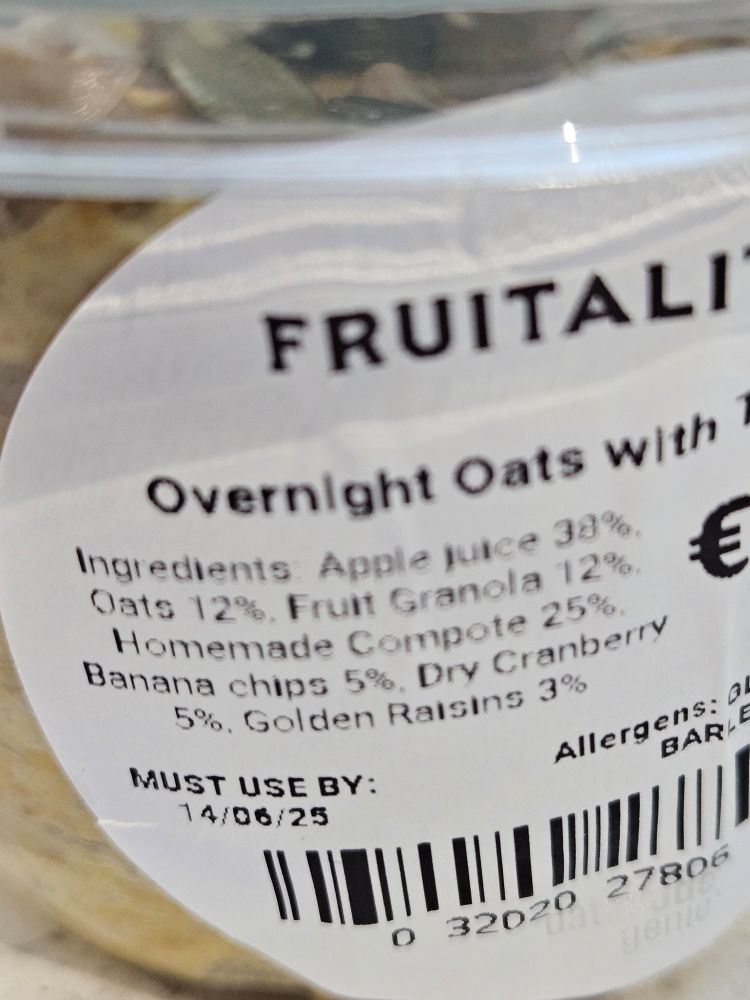 FRUITALI
Overnight Oats with
€
Ingredients: Apple juice 38%,
Oats 12%, Fruit Granola 12%,
Homemade Compote 25%,
Banana chips 5%, Dry Cranberry
5%, Golden Raisins 3%
Allergens:
MUST USE BY:
14/06/25
0 32020 27806